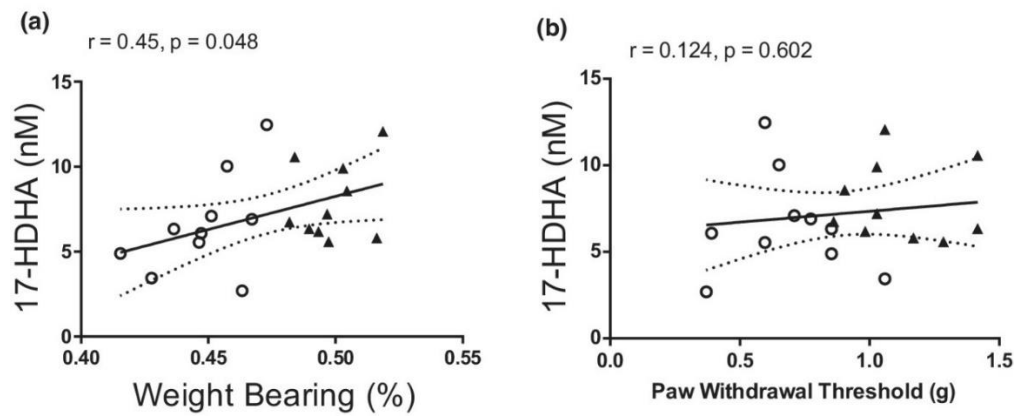 (a)
r = 0.45, p = 0.048
17-HDHA (nM)
15
10
5
0
0.40 0.45 0.50 0.55
Weight Bearing (%)
(b)
r = 0.124, p = 0.602
17-HDHA (nM)
15
10
5
0
0.0 0.5 1.0 1.5
Paw Withdrawal Threshold (g)